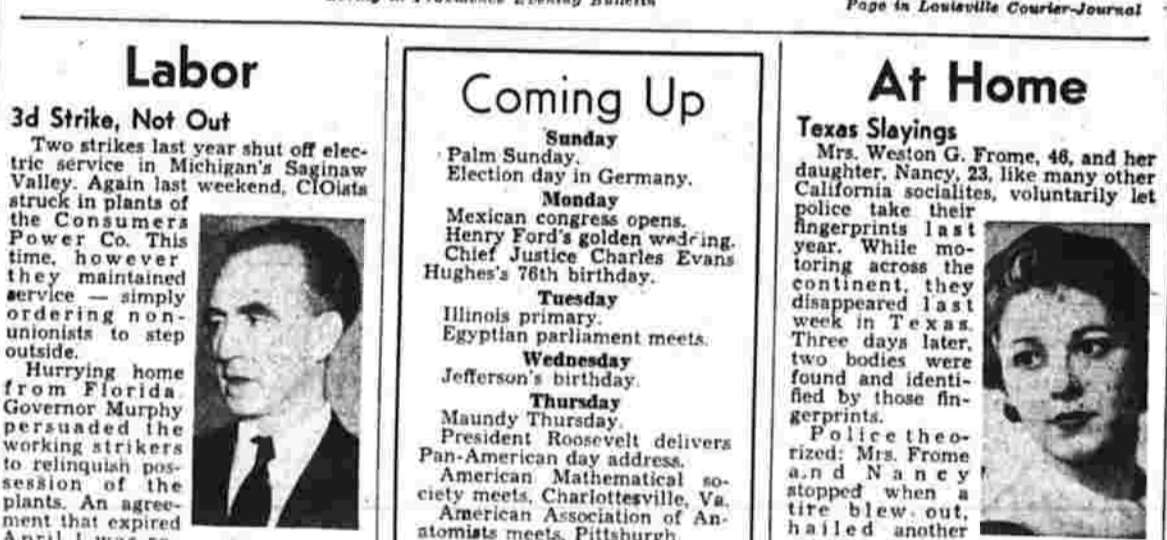 Page in Louisville Courier-Journal
Labor
3d Strike, Not Out
Two strikes last year shut off elec-
tric service in Michigan's Saginaw
Valley. Again last weekend, CIOists
struck in plants of
the Consumers
Power Co. This
time, however
they maintained
service — simply
ordering non-
unionists to step
outside.
Hurrying home
from Florida
Governor Murphy
persuaded the
working strikers
to relinquish pos-
session of the
plants. An agree-
ment that expired
April 1 was
Coming Up
Sunday
Palm Sunday.
Election day in Germany.
Monday
Mexican congress opens.
Henry Ford's golden wedding.
Chief Justice Charles Evans
Hughes's 76th birthday.
Tuesday
Illinois primary.
Egyptian parliament meets.
Wednesday
Jefferson's birthday.
Thursday
Maundy Thursday.
President Roosevelt delivers
Pan-American day address.
American Mathematical so-
ciety meets, Charlottesville, Va.
American Association of An-
atomists meets, Pittsburgh.
At Home
Texas Slayings
Mrs. Weston G. Frome, 46, and her
daughter, Nancy, 23, like many other
California socialites, voluntarily let
police take their
fingerprints last
year. While mo-
toring across the
continent, they
disappeared last
week in Texas.
Three days later,
two bodies were
found and identi-
fied by those fin-
gerprints.
Police theo-
rized: Mrs. Frome
and Nancy
stopped when a
tire blew out,
hailed another